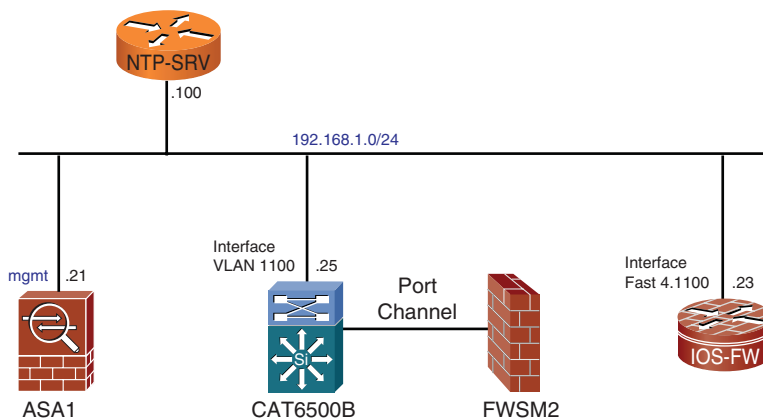 NTP-SRV
.100
192.168.1.0/24
Interface
VLAN 1100
.25
Interface
Fast 4.1100
.23
mgmt
.21
Port
Channel
Si
IOS-FW
ASA1
CAT6500B
FWSM2